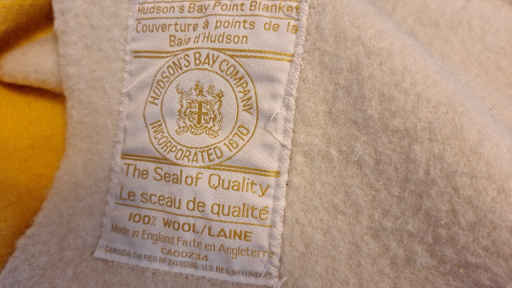 Hudson's Bay Point Blanket
Couverture à points de la
Baie d'Hudson
HUDSON'S BAY COMPANY
INCORPORATED 1670
The Seal of Quality
Le sceau de qualité
100% WOOL/LAINE
Made in England Faite en Angleterre
CA00234